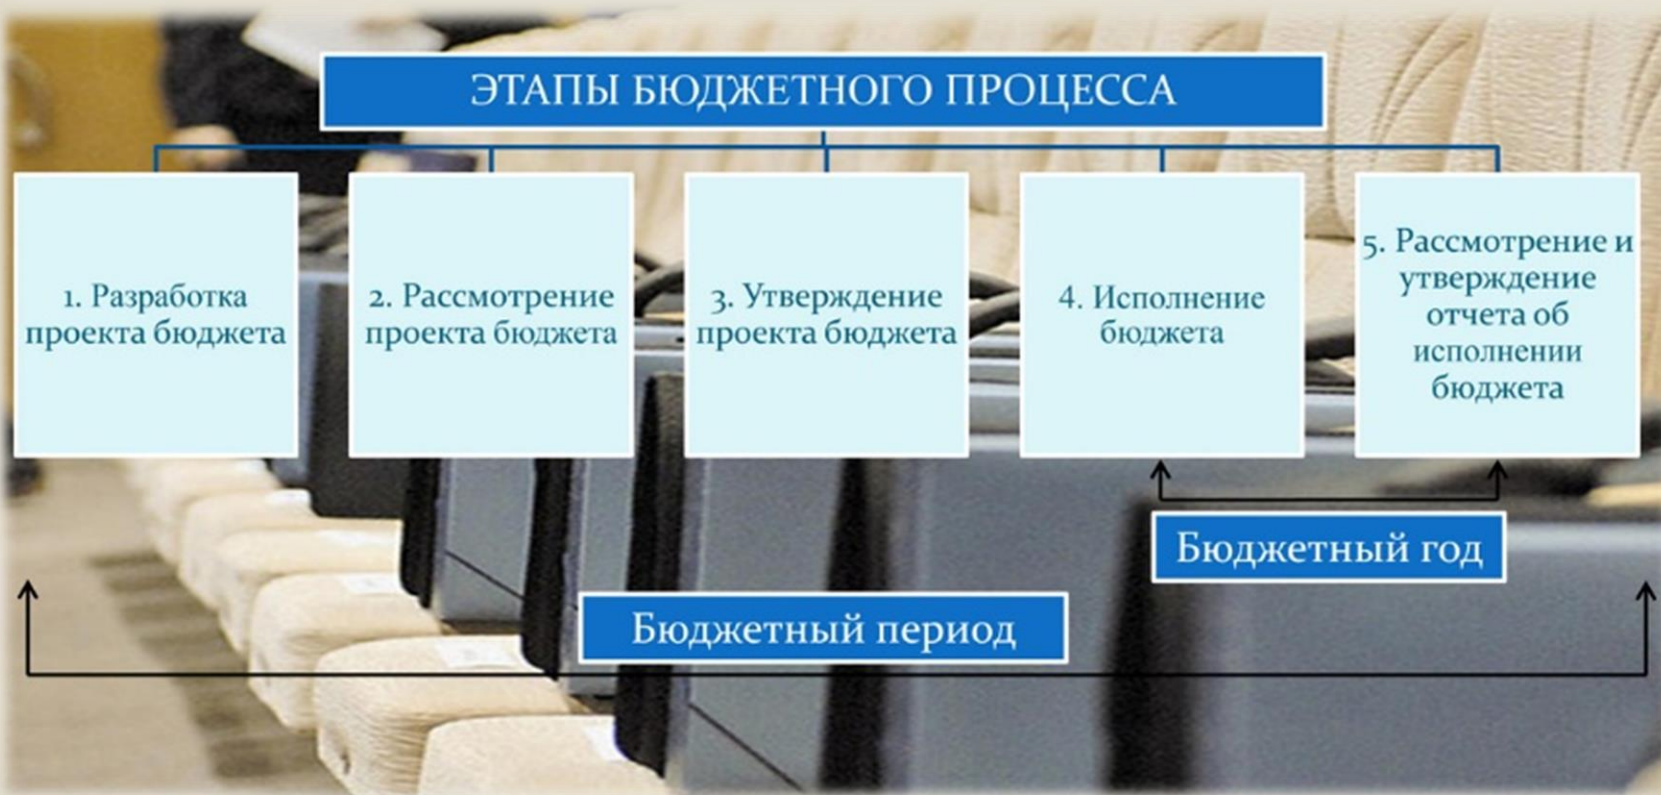 ЭТАПЫ БЮДЖЕТНОГО ПРОЦЕССА
1. Разработка
проекта бюджета
2. Рассмотрение
проекта бюджета
3. Утверждение
проекта бюджета
4. Исполнение
бюджета
5. Рассмотрение и
утверждение
отчета об
исполнении
бюджета
Бюджетный год
Бюджетный период